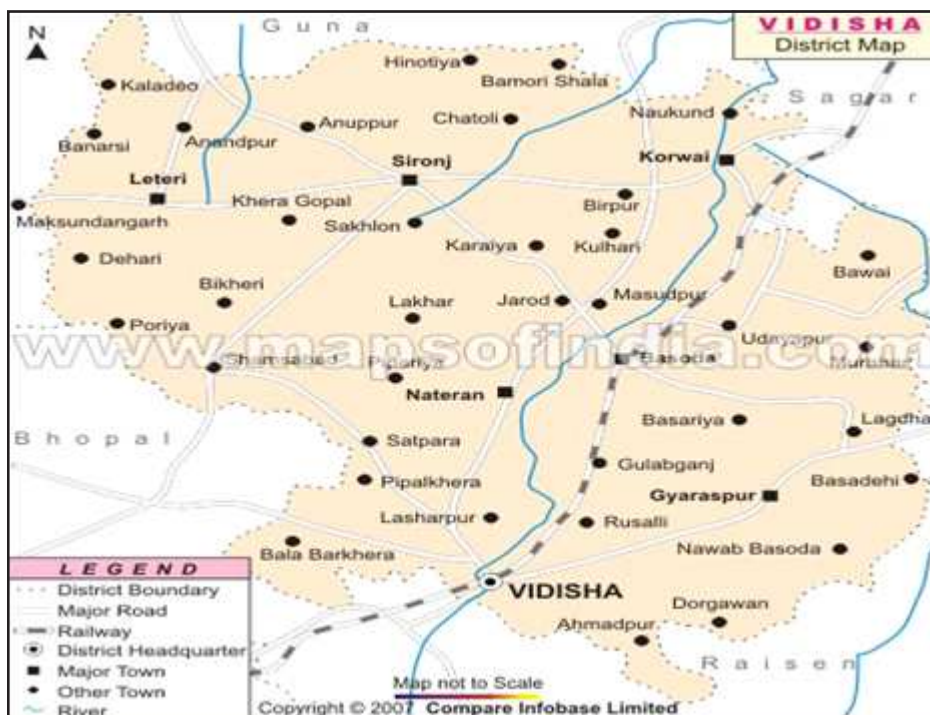 Guna
VIDISHA
District Map
N
Hinotiya
Bamori Shala
Kaladeo
Sagar
Naukund
Chatoli
Anuppur
Anandpur
Banarsi
Korwai
Sironj
Leteri
Khera Gopal
Birpur
Maksundangarh
Sakhlon
Karaiya
Kulhari
Dehari
Bawai
Bikheri
Lakhar
Jarod
Masudpur
Poriya
Udayapur
www.mapsofindia.com
Shamsabad
Basoda
Nateran
Basariya
Lagdha
Bhopal
Satpara
Gulabganj
Pipalkhera
Gyaraspur
Basadehi
Lasharpur
Rusalli
Bala Barkhera
Nawab Basoda
VIDISHA
Dorgawan
Ahmadpur
Raisen
LEGEND
District Boundary
Major Road
Railway
District Headquarter
Major Town
Other Town
River
Map not to Scale
Copyright © 2007 Compare Infobase Limited